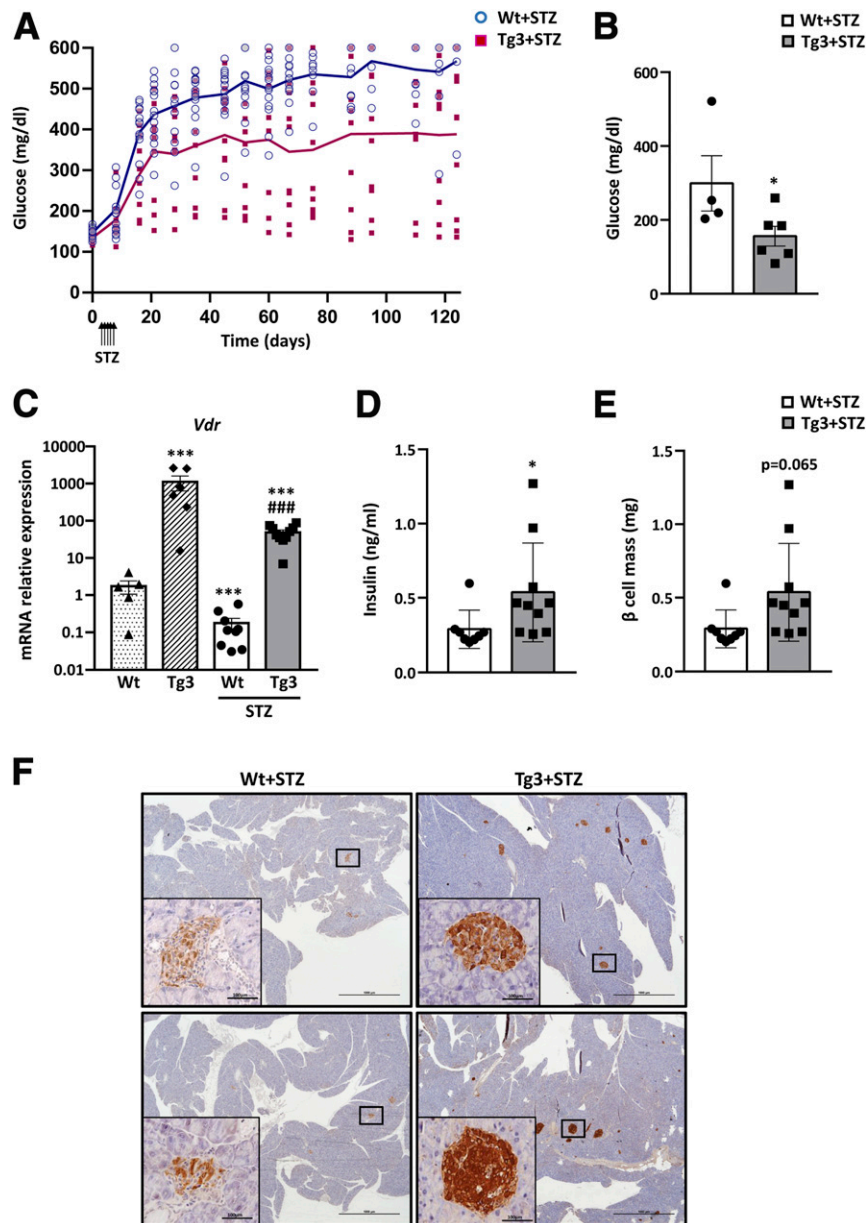 A
Wt+STZ
Tg3+STZ
Glucose (mg/dl)
600
500
400
300
200
100
0
0 20 40 60 80 100 120
Time (days)
STZ
B
Wt+STZ
Tg3+STZ
Glucose (mg/dl)
600
400
200
0
*
C
Vdr
mRNA relative expression
10000
1000
100
10
1
0.1
0.01
***
***
***
###
Wt Tg3 Wt Tg3
STZ
D
Insulin (ng/ml)
1.5
1.0
0.5
0.0
*
E
Wt+STZ
Tg3+STZ
β cell mass (mg)
1.5
1.0
0.5
0.0
p=0.065
F
Wt+STZ Tg3+STZ
100µm
100µm
100µm
100µm